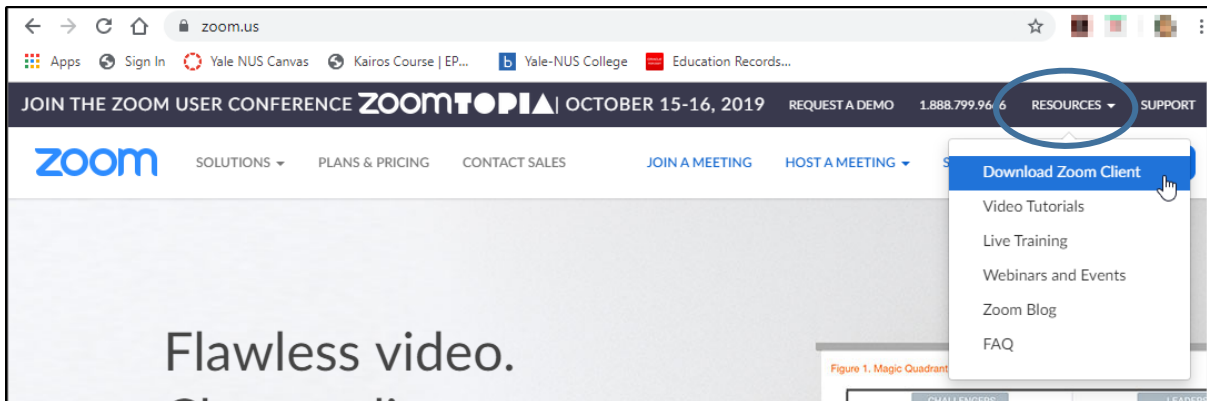 zoom.us
Apps Sign In Yale NUS Canvas Kairos Course | EP... b Yale-NUS College Education Records...
JOIN THE ZOOM USER CONFERENCE ZOOMTOPIA | OCTOBER 15-16, 2019 REQUEST A DEMO RESOURCES SUPPORT
zoom SOLUTIONS PLANS & PRICING CONTACT SALES JOIN A MEETING HOST A MEETING
Download Zoom Client
Video Tutorials
Live Training
Webinars and Events
Zoom Blog
FAQ
Flawless video.
Figure 1. Magic Quadrant
CHALLENGERS